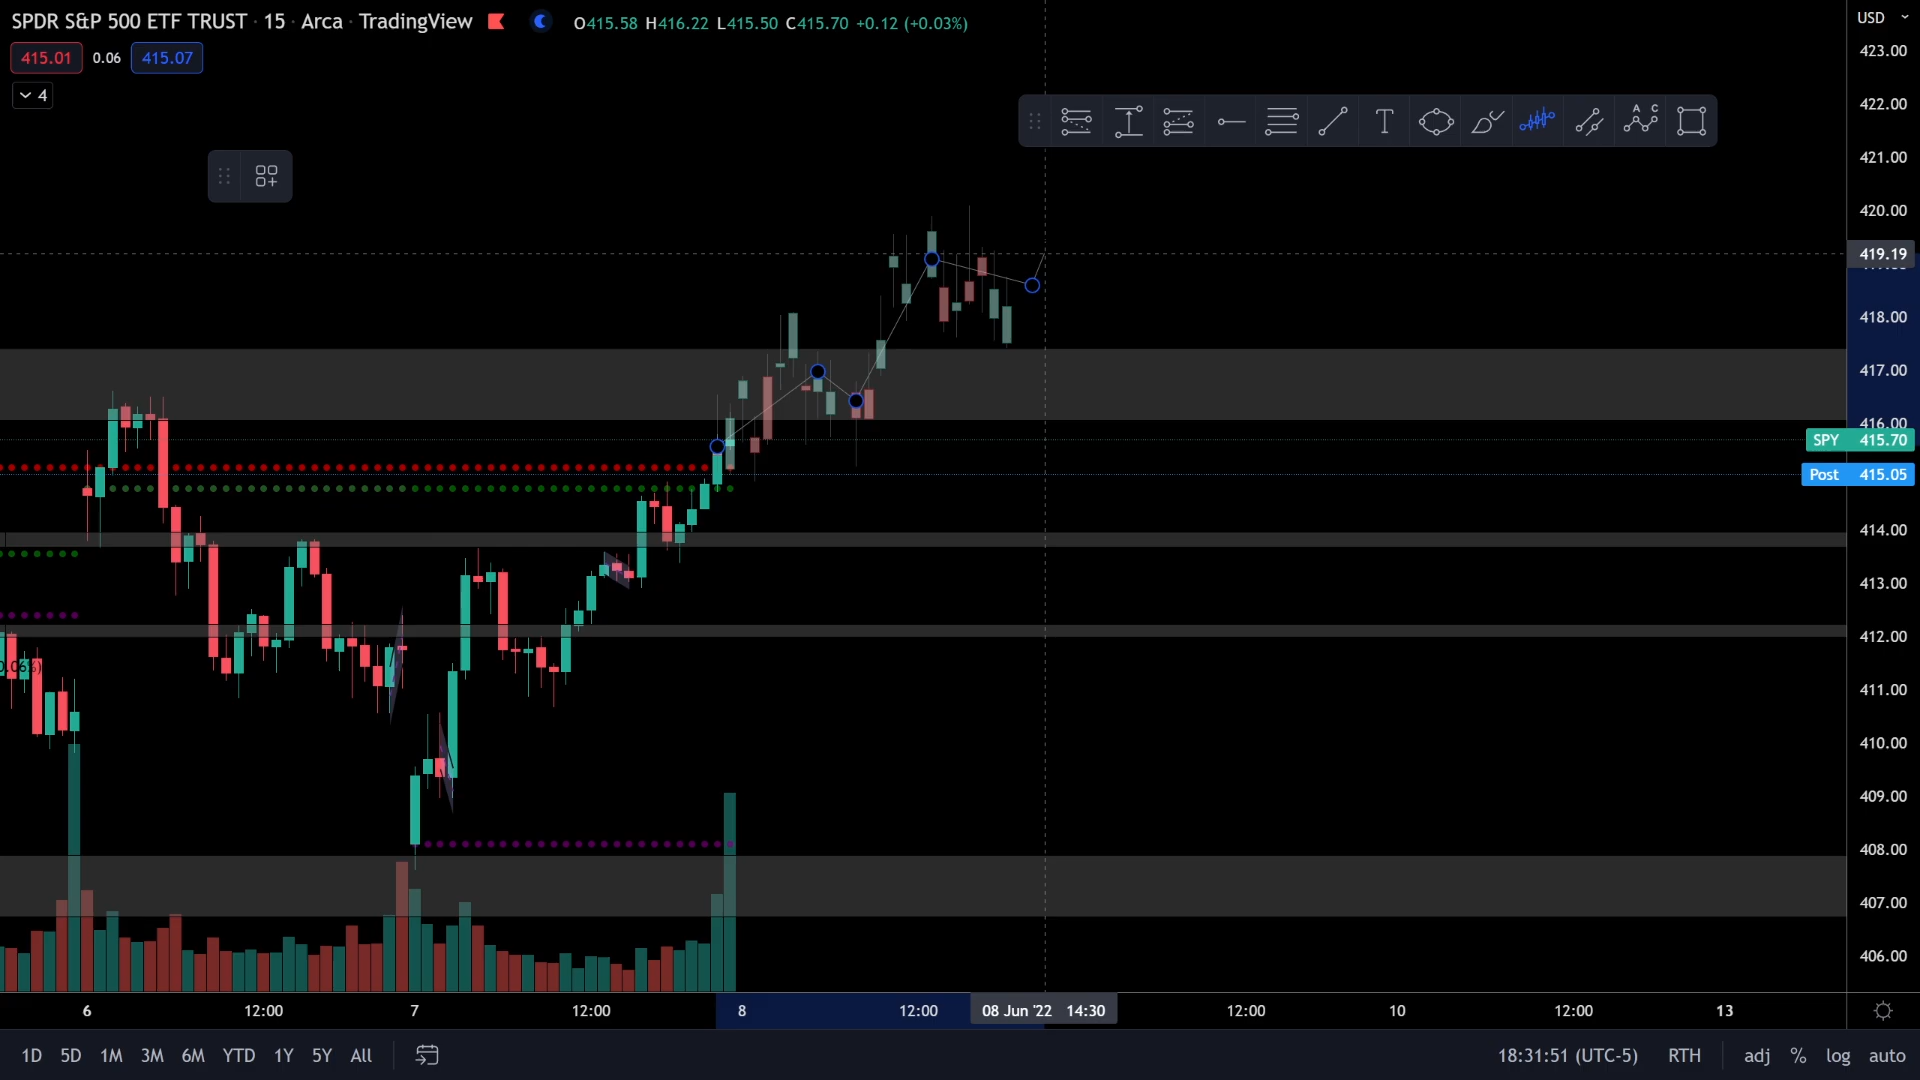 SPDR S&P 500 ETF TRUST · 15 · Arca · TradingView O415.58 H416.22 L415.50 C415.70 +0.12 (+0.03%)
USD
415.01 0.06 415.07
4
423.00
422.00
A C
T
421.00
420.00
419.19
418.00
417.00
416.00
SPY 415.70
Post 415.05
414.00
413.00
412.00
411.00
410.00
409.00
408.00
407.00
406.00
6 12:00 7 12:00 8 12:00 08 Jun '22 14:30 12:00 10 12:00 13
1D 5D 1M 3M 6M YTD 1Y 5Y All 18:31:51 (UTC-5) RTH adj % log auto